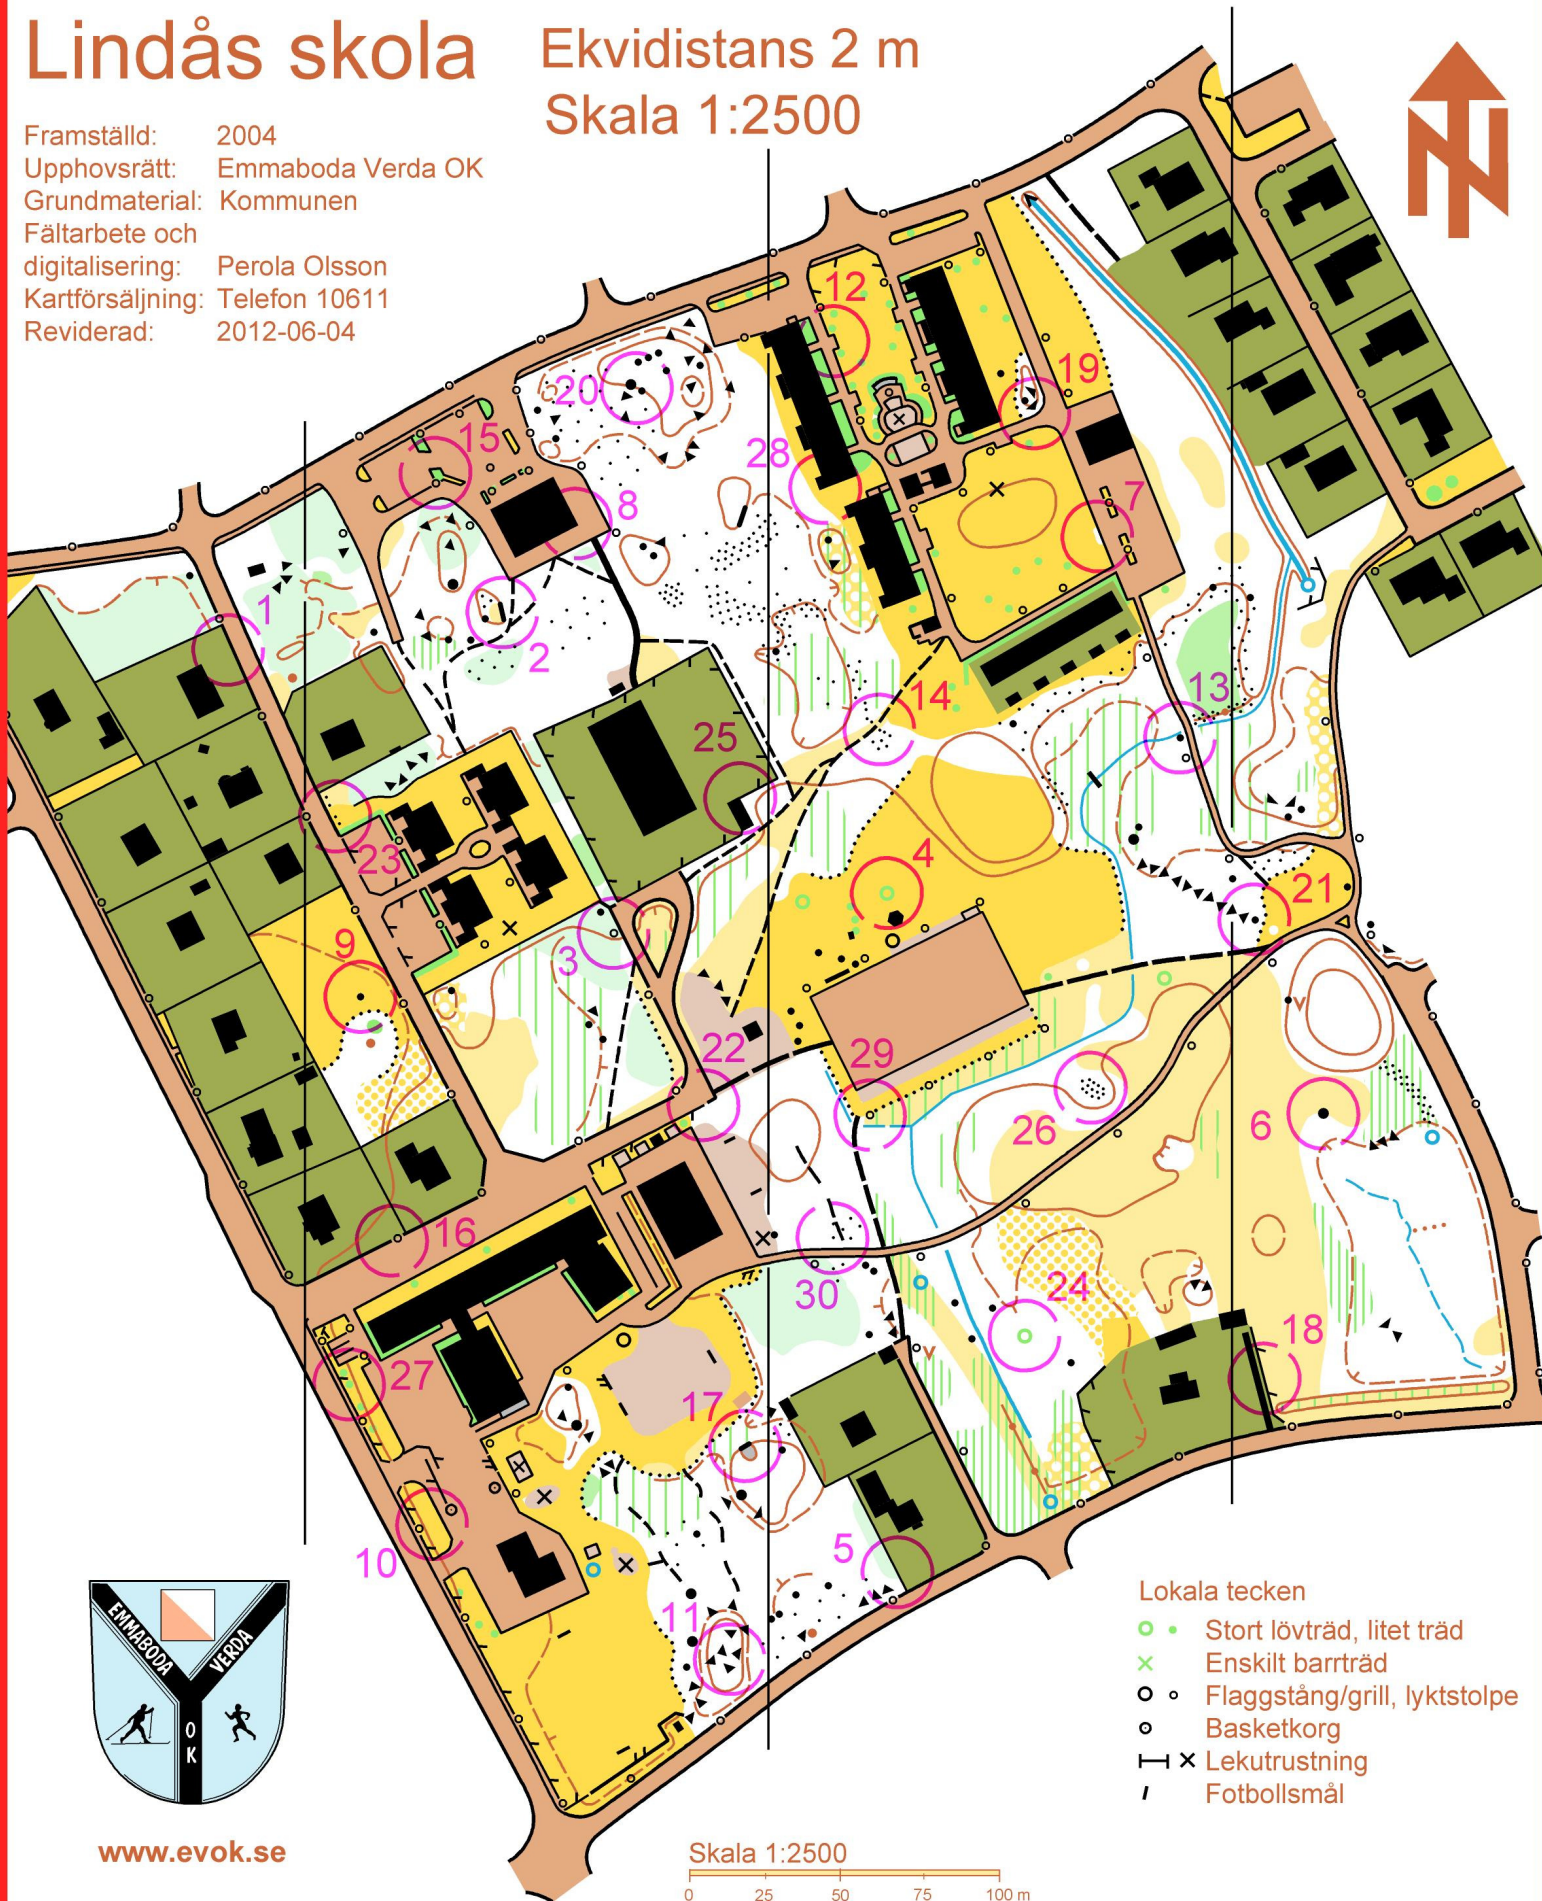 Lindås skola
Ekvidistans 2 m
Skala 1:2500
Framställd: 2004
Upphovsrätt: Emmaboda Verda OK
Grundmaterial: Kommunen
Fältarbete och
digitalisering: Perola Olsson
Kartförsäljning: Telefon 10611
Reviderad: 2012-06-04
N
12
19
20
15
28
7
8
1
2
14
13
25
23
4
21
9
3
22
29
26
6
16
30
24
18
27
17
10
5
11
EMMABODA
VERDA
O
K
www.evok.se
Lokala tecken
Stort lövträd, litet träd
Enskilt barrträd
Flaggstång/grill, lyktstolpe
Basketkorg
Lekutrustning
Fotbollsmål
Skala 1:2500
0 25 50 75 100 m